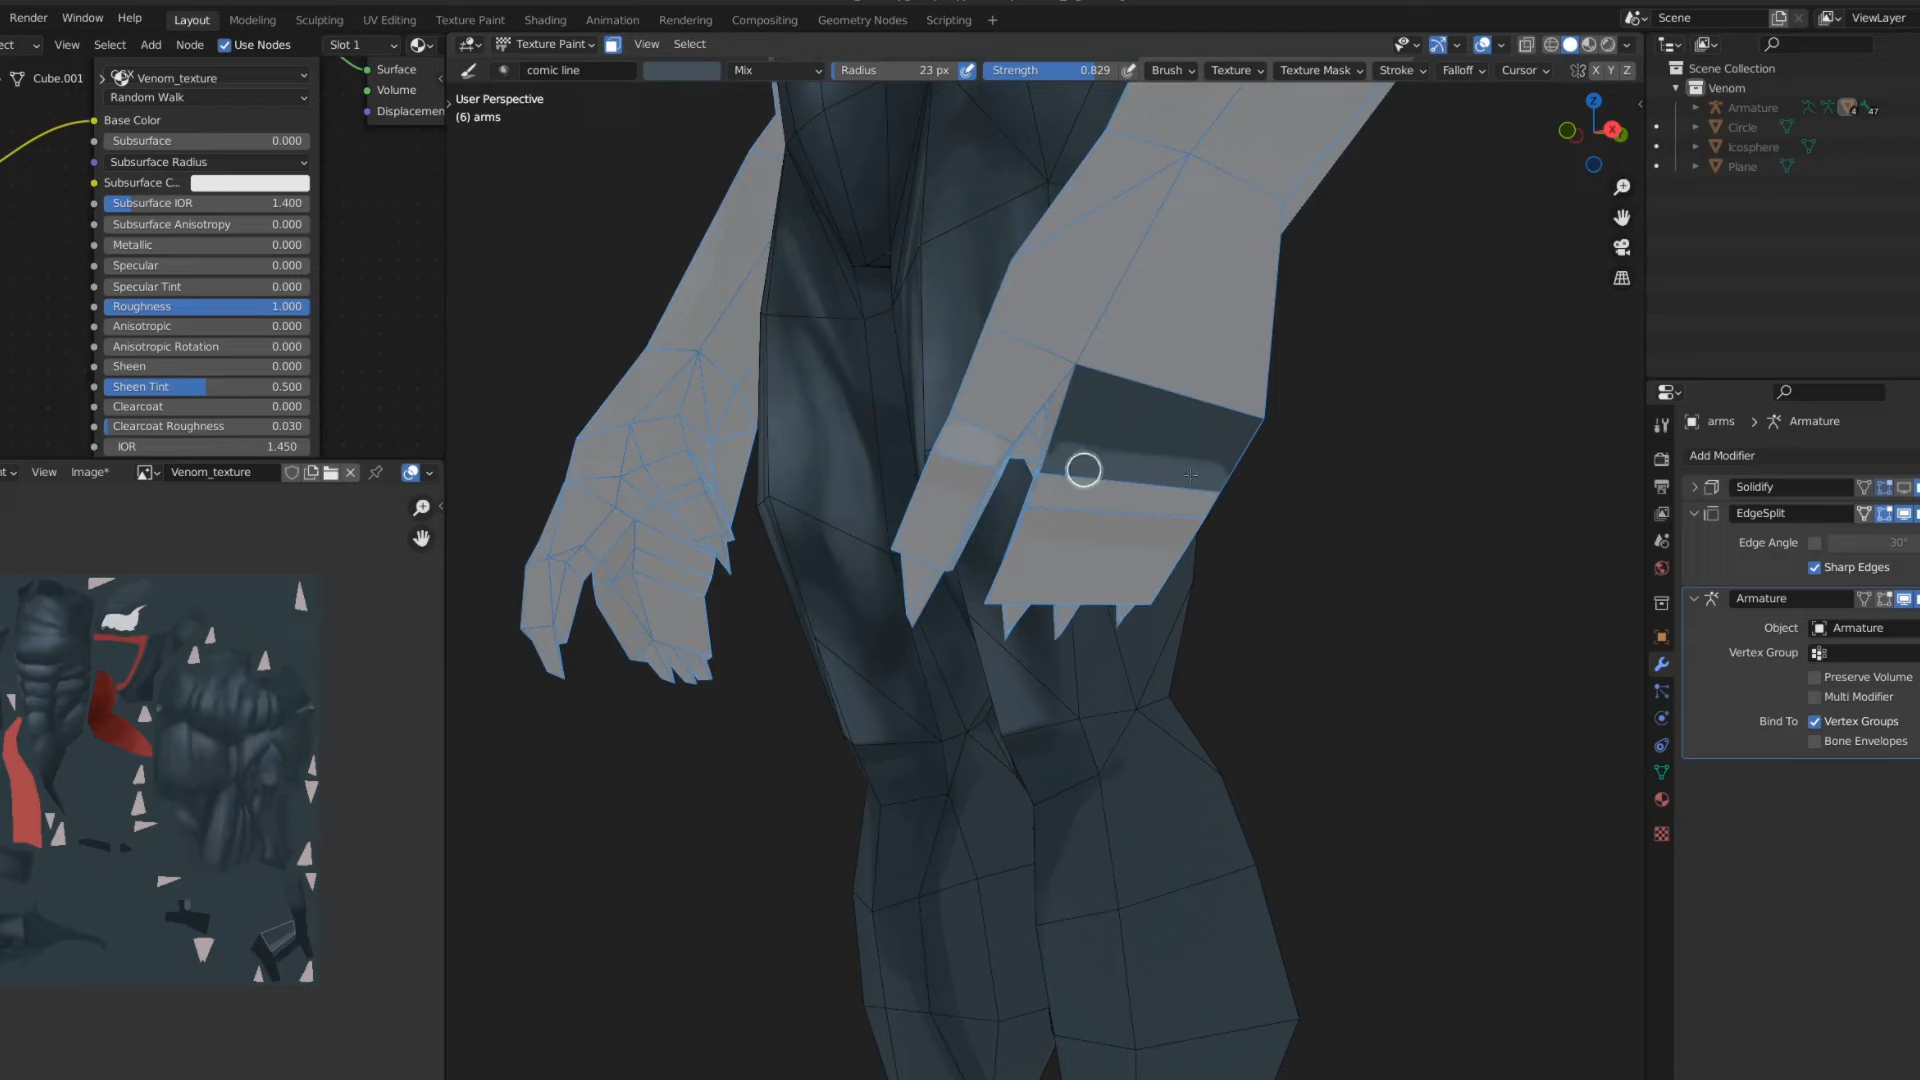 Render Window Help Layout Modeling Sculpting UV Editing Texture Paint Shading Animation Rendering Compositing Geometry Nodes Scripting + Scene ViewLayer
View Select Add Node Use Nodes Slot 1 Texture Paint View Select
comic line Mix Radius 23 px Strength 0.829 Brush Texture Texture Mask Stroke Falloff Cursor X Y Z
Cube.001 > Venom_texture
Random Walk
Base Color
Subsurface 0.000
Subsurface Radius
Subsurface C...
Subsurface IOR 1.400
Subsurface Anisotropy 0.000
Metallic 0.000
Specular 0.000
Specular Tint 0.000
Roughness 1.000
Anisotropic 0.000
Anisotropic Rotation 0.000
Sheen 0.000
Sheen Tint 0.500
Clearcoat 0.000
Clearcoat Roughness 0.030
IOR 1.450
Surface
Volume
Displacemen
View Image* Venom_texture
User Perspective
(6) arms
Z
X
Scene Collection
Venom
Armature 4 47
Circle
Icosphere
Plane
arms > Armature
Add Modifier
Solidify
EdgeSplit
Edge Angle 30°
Sharp Edges
Armature
Object Armature
Vertex Group
Preserve Volume
Multi Modifier
Bind To Vertex Groups
Bone Envelopes